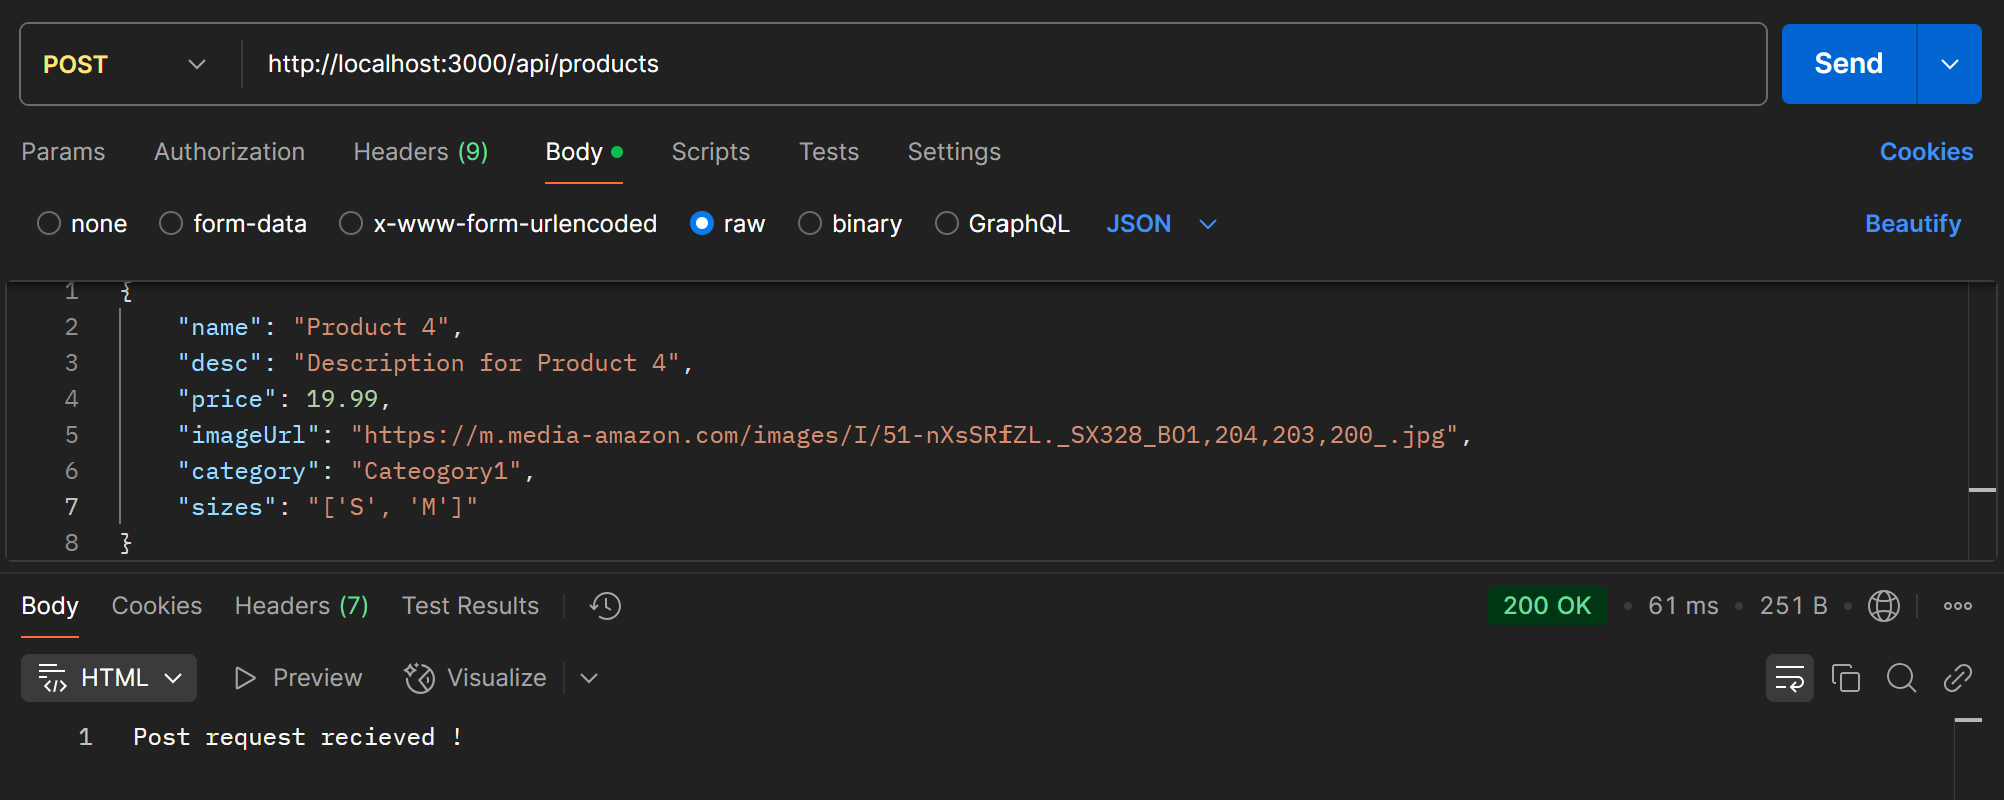 POST http://localhost:3000/api/products Send
Params Authorization Headers (9) Body Scripts Tests Settings Cookies
none form-data x-www-form-urlencoded raw binary GraphQL JSON Beautify
1 {
2 "name": "Product 4",
3 "desc": "Description for Product 4",
4 "price": 19.99,
5 "imageUrl": "https://m.media-amazon.com/images/I/51-nXsSRfZL._SX328_BO1,204,203,200_.jpg",
6 "category": "Cateogory1",
7 "sizes": "['S', 'M']"
8 }
Body Cookies Headers (7) Test Results 200 OK • 61 ms • 251 B •
HTML Preview Visualize
1 Post request recieved !